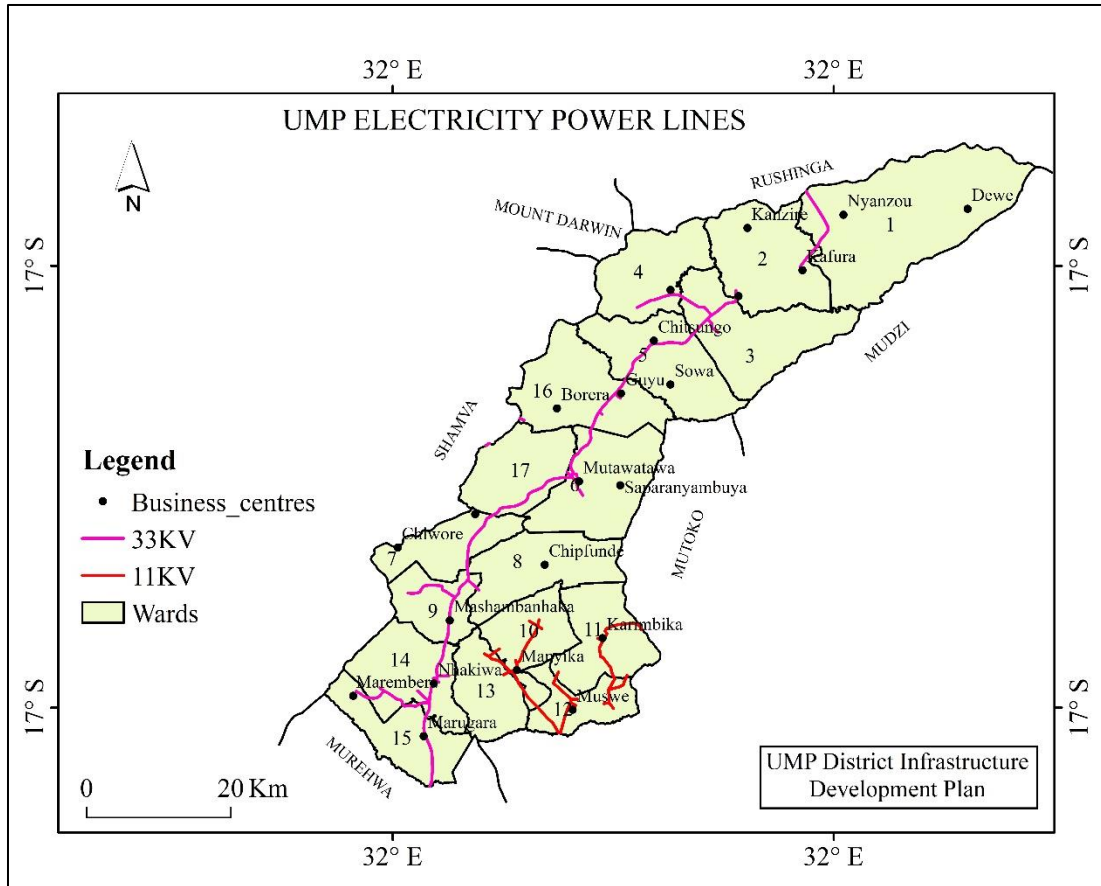 32° E
32° E
UMP ELECTRICITY POWER LINES
N
RUSHINGA
MOUNT DARWIN
Nyanzou
Dewe
1
Kanzire
2
Kafura
4
17° S
17° S
Chitsungo
3
MUDZI
5
Sowa
Guyu
16
Borera
SHAMVA
17
Mutawatawa
6
Saparanyambuya
MUTOKO
Legend
Business_centres
33KV
11KV
Wards
Chiwore
7
8
Chipfunde
9
Mashambanhaka
10
11
Karimbika
14
Nhakiwa
Manyika
Marembera
13
12
Muswe
17° S
17° S
Marugara
15
MUREHWA
0
20 Km
UMP District Infrastructure
Development Plan
32° E
32° E